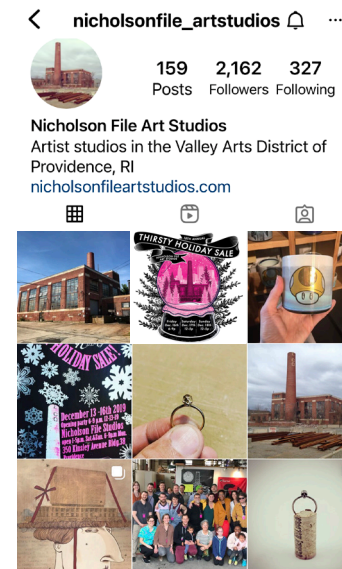 nicholsonfile_artstudios
159 2,162 327
Posts Followers Following
Nicholson File Art Studios
Artist studios in the Valley Arts District of
Providence, RI
nicholsonfileartstudios.com
THIRSTY HOLIDAY SALE
HOLIDAY SALE!
December 13-16th 2019
Nicholson File Studios
350 Kinsley Avenue Bldg.
Providence